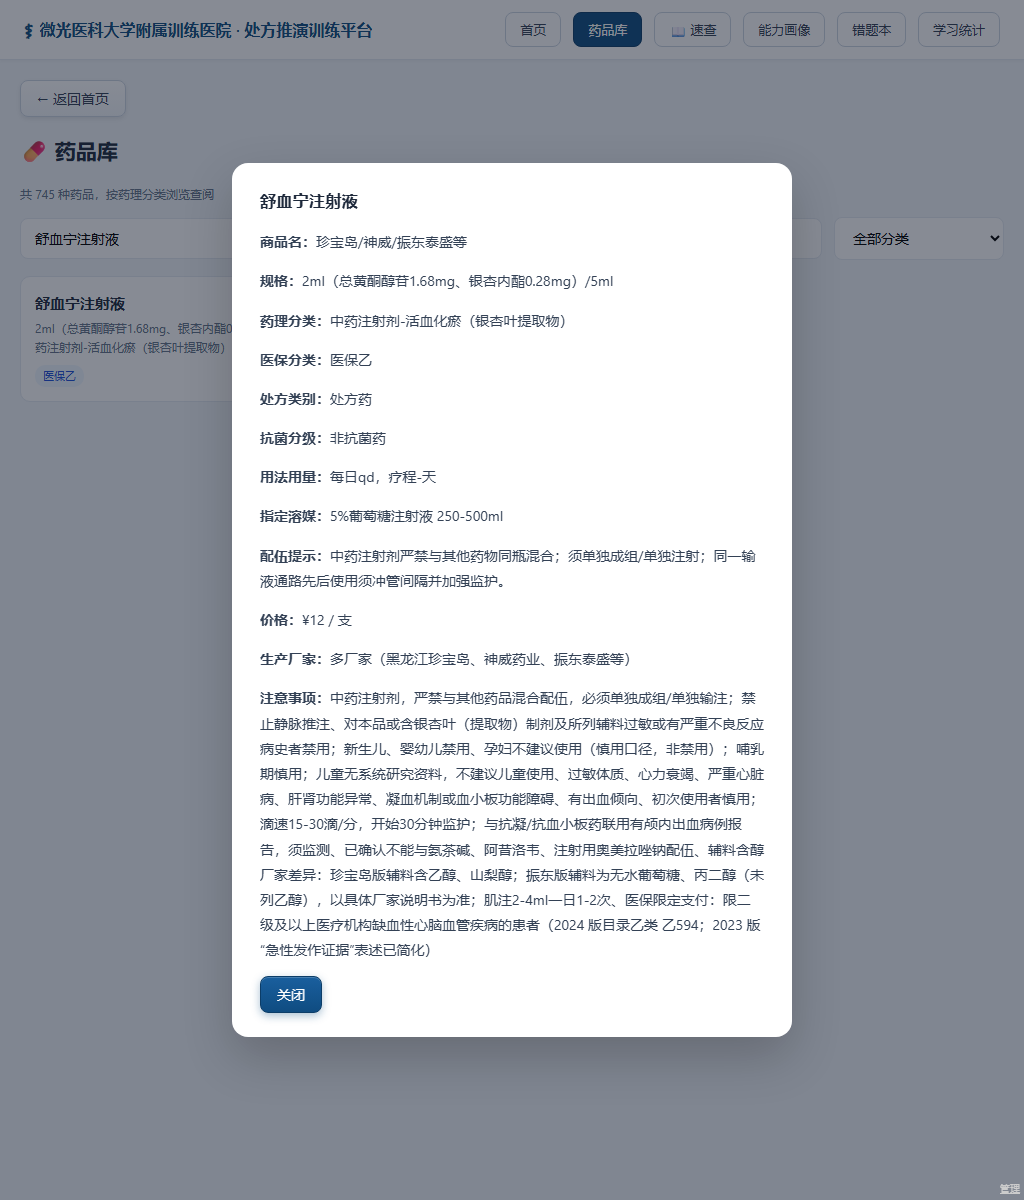 微光医科大学附属训练医院 · 处方推演训练平台
首页
药品库
速查
能力画像
错题本
学习统计
← 返回首页
药品库
共 745 种药品，按药理分类浏览查阅
舒血宁注射液
全部分类
舒血宁注射液
2ml（总黄酮醇苷1.68mg、银杏内酯0
药注射剂-活血化瘀（银杏叶提取物）
医保乙
舒血宁注射液
商品名：珍宝岛/神威/振东泰盛等
规格：2ml（总黄酮醇苷1.68mg、银杏内酯0.28mg）/5ml
药理分类：中药注射剂-活血化瘀（银杏叶提取物）
医保分类：医保乙
处方类别：处方药
抗菌分级：非抗菌药
用法用量：每日qd，疗程-天
指定溶媒：5%葡萄糖注射液 250-500ml
配伍提示：中药注射剂严禁与其他药物同瓶混合；须单独成组/单独注射；同一输
液通路先后使用须冲管间隔并加强监护。
价格：¥12 / 支
生产厂家：多厂家（黑龙江珍宝岛、神威药业、振东泰盛等）
注意事项：中药注射剂，严禁与其他药品混合配伍，必须单独成组/单独输注；禁
止静脉推注、对本品或含银杏叶（提取物）制剂及所列辅料过敏或有严重不良反应
病史者禁用；新生儿、婴幼儿禁用、孕妇不建议使用（慎用口径，非禁用）；哺乳
期慎用；儿童无系统研究资料，不建议儿童使用、过敏体质、心力衰竭、严重心脏
病、肝肾功能异常、凝血机制或血小板功能障碍、有出血倾向、初次使用者慎用；
滴速15-30滴/分，开始30分钟监护；与抗凝/抗血小板药联用有颅内出血病例报
告，须监测、已确认不能与氨茶碱、阿昔洛韦、注射用奥美拉唑钠配伍、辅料含醇
厂家差异：珍宝岛版辅料含乙醇、山梨醇；振东版辅料为无水葡萄糖、丙二醇（未
列乙醇），以具体厂家说明书为准；肌注2-4ml一日1-2次、医保限定支付：限二
级及以上医疗机构缺血性心脑血管疾病的患者（2024 版目录乙类 乙594；2023 版
“急性发作证据”表述已简化）
关闭
管理